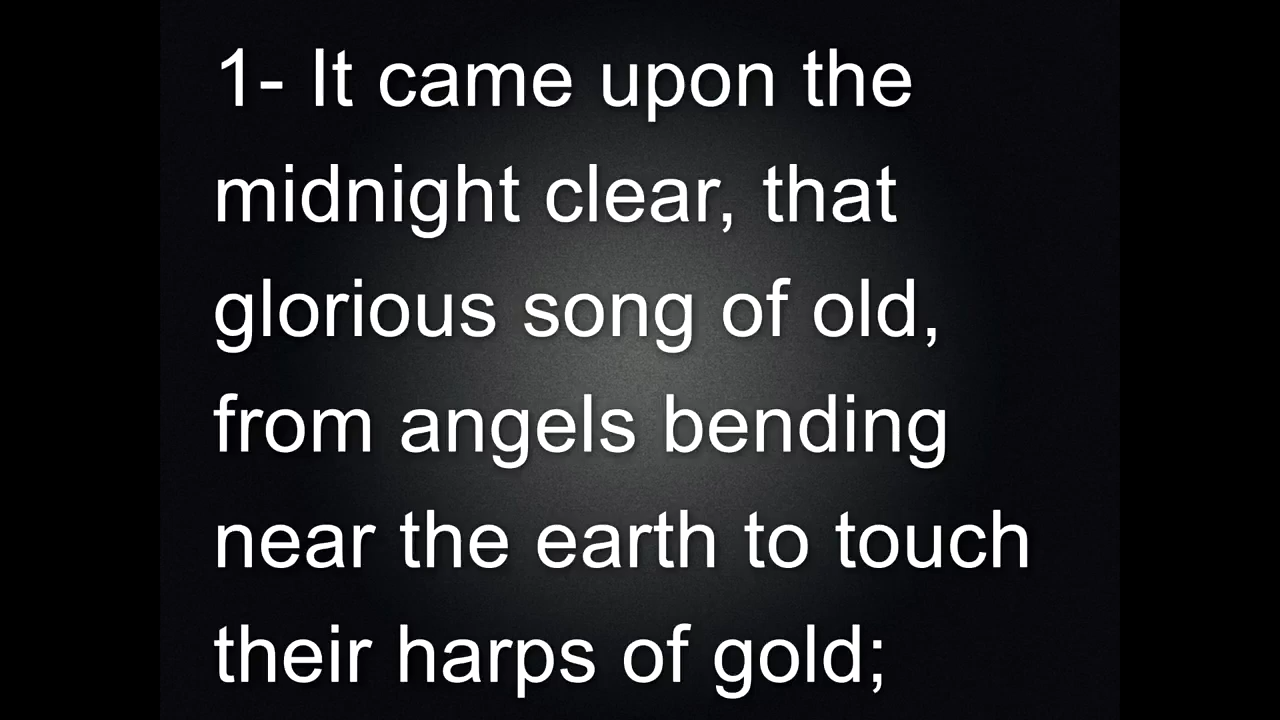 1- It came upon the
midnight clear, that
glorious song of old,
from angels bending
near the earth to touch
their harps of gold;